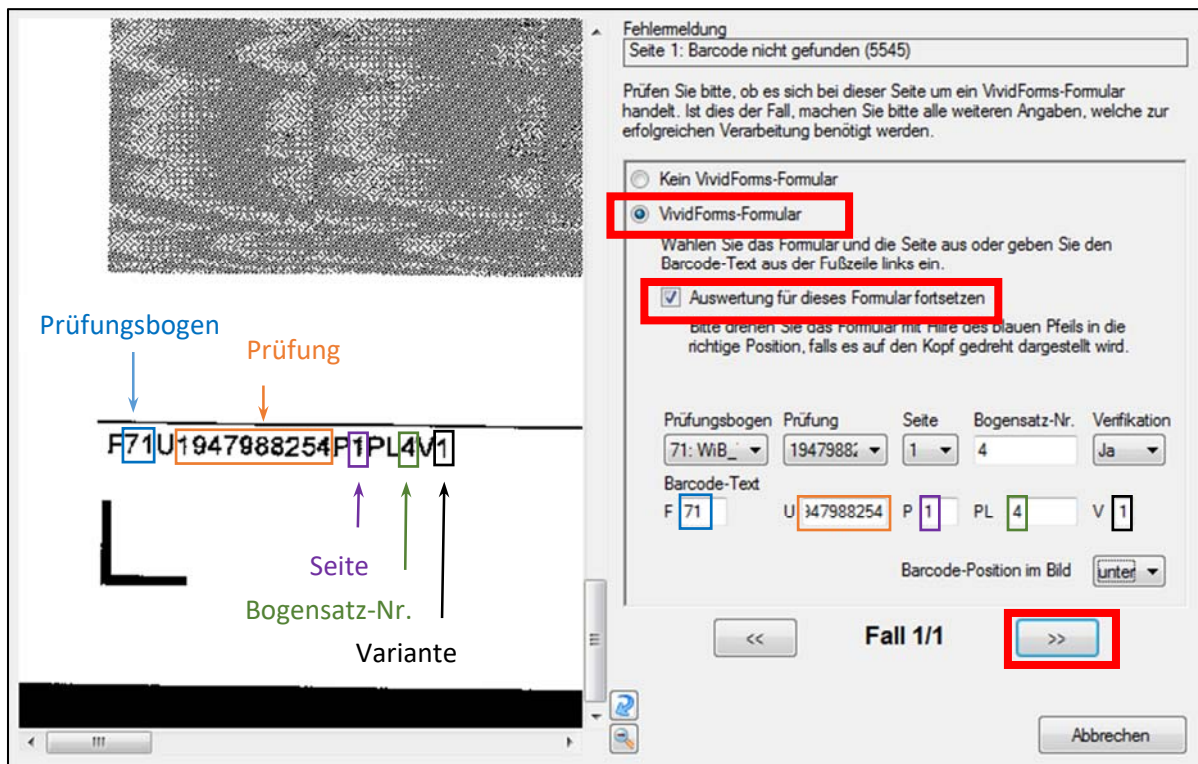 Prüfungsbogen
Prüfung
F71U1947988254P1PL4V1
Seite
Bogensatz-Nr.
Variante
Fehlermeldung
Seite 1: Barcode nicht gefunden (5545)
Prüfen Sie bitte, ob es sich bei dieser Seite um ein VividForms-Formular
handelt. Ist dies der Fall, machen Sie bitte alle weiteren Angaben, welche zur
erfolgreichen Verarbeitung benötigt werden.
Kein VividForms-Formular
VividForms-Formular
Wählen Sie das Formular und die Seite aus oder geben Sie den
Barcode-Text aus der Fußzeile links ein.
Auswertung für dieses Formular fortsetzen
Bitte drehen Sie das Formular mit Hilfe des blauen Pfeils in die
richtige Position, falls es auf den Kopf gedreht dargestellt wird.
Prüfungsbogen Prüfung Seite Bogensatz-Nr. Verifikation
71: WiB_ 1947988 1 4 Ja
Barcode-Text
F 71 U 947988254 P 1 PL 4 V 1
Barcode-Position im Bild unter
<< Fall 1/1 >>
Abbrechen